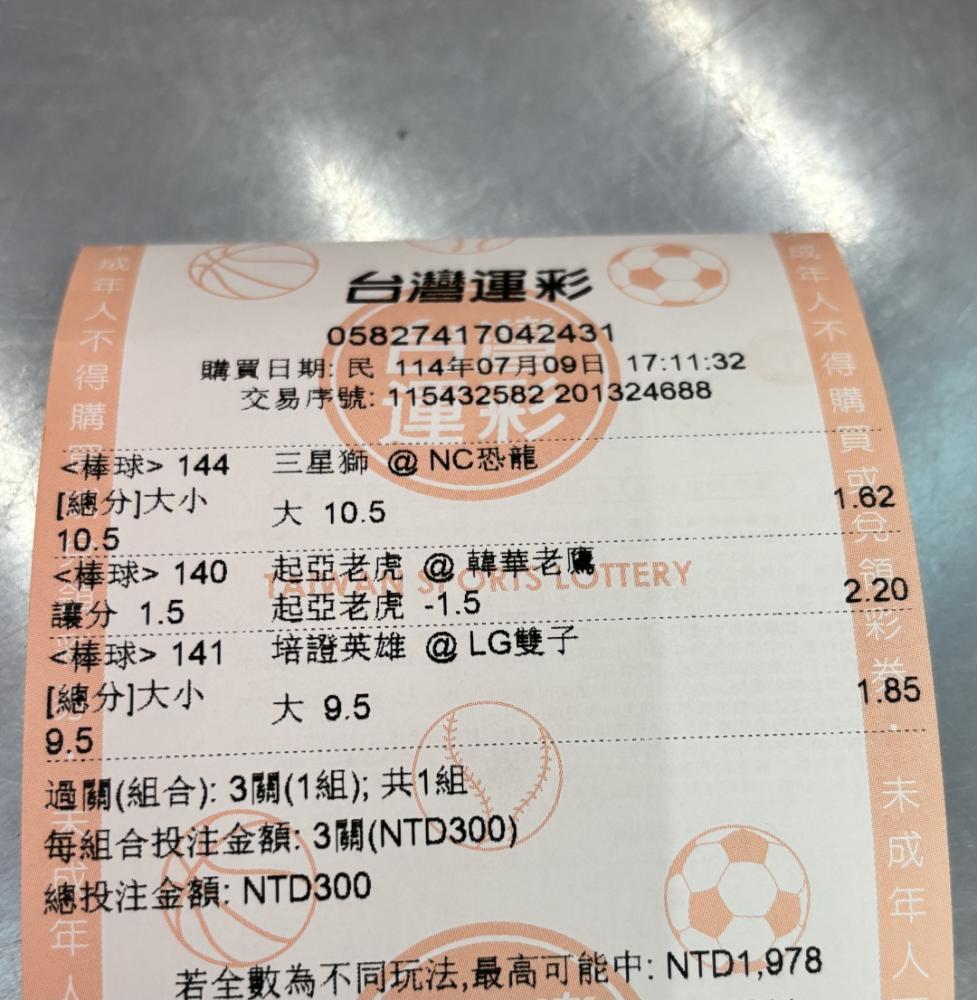 台灣運彩
05827417042431
購買日期: 民 114年07月09日 17:11:32
交易序號: 115432582 201324688
<棒球> 144 三星獅 @ NC恐龍
[總分]大小 大 10.5 1.62
10.5
<棒球> 140 起亞老虎 @ 韓華老鷹
讓分 1.5 起亞老虎 -1.5 2.20
<棒球> 141 培證英雄 @ LG雙子
[總分]大小 大 9.5 1.85
9.5
過關(組合): 3關(1組); 共1組
每組合投注金額: 3關(NTD300)
總投注金額: NTD300
若全數為不同玩法,最高可能中: NTD1,978
TAIWAN SPORTS LOTTERY
台灣
運彩
成年人不得購買
成年人不得購買或兌領彩券·未成年人
未成年人